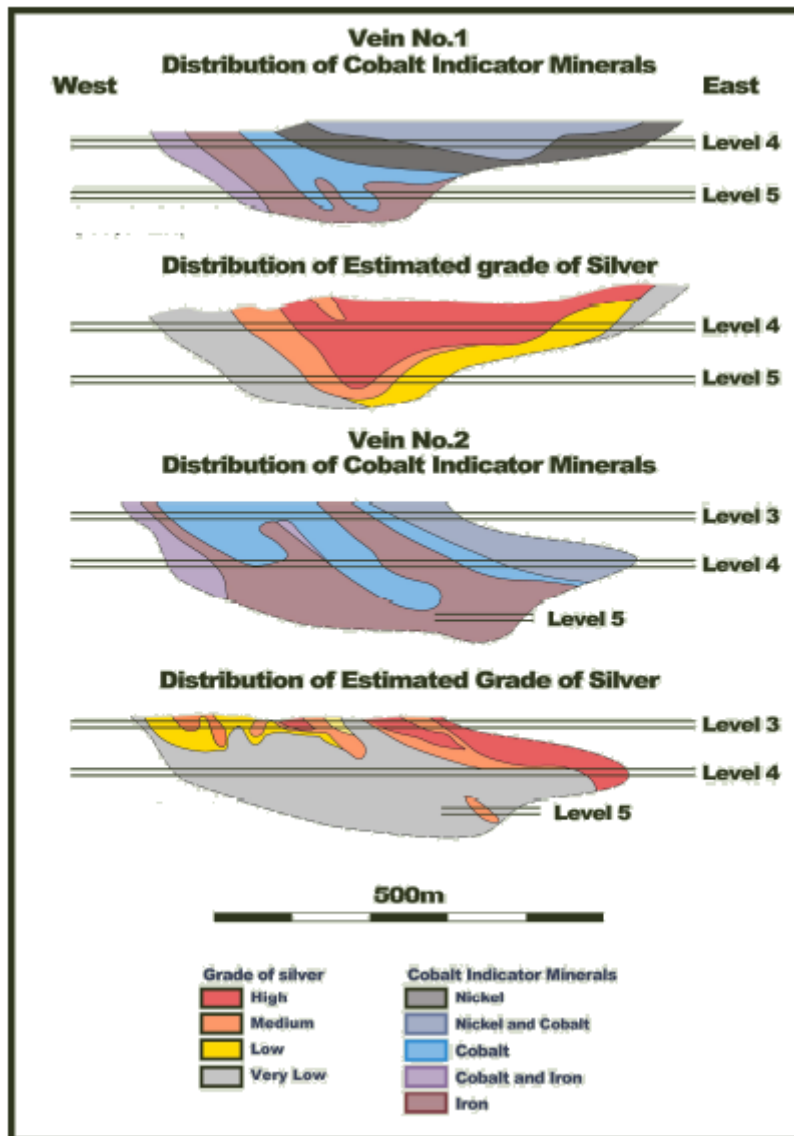 Vein No.1
Distribution of Cobalt Indicator Minerals
West
East
Level 4
Level 5
Distribution of Estimated grade of Silver
Level 4
Level 5
Vein No.2
Distribution of Cobalt Indicator Minerals
Level 3
Level 4
Level 5
Distribution of Estimated Grade of Silver
Level 3
Level 4
Level 5
500m
Grade of silver
High
Medium
Low
Very Low
Cobalt Indicator Minerals
Nickel
Nickel and Cobalt
Cobalt
Cobalt and Iron
Iron